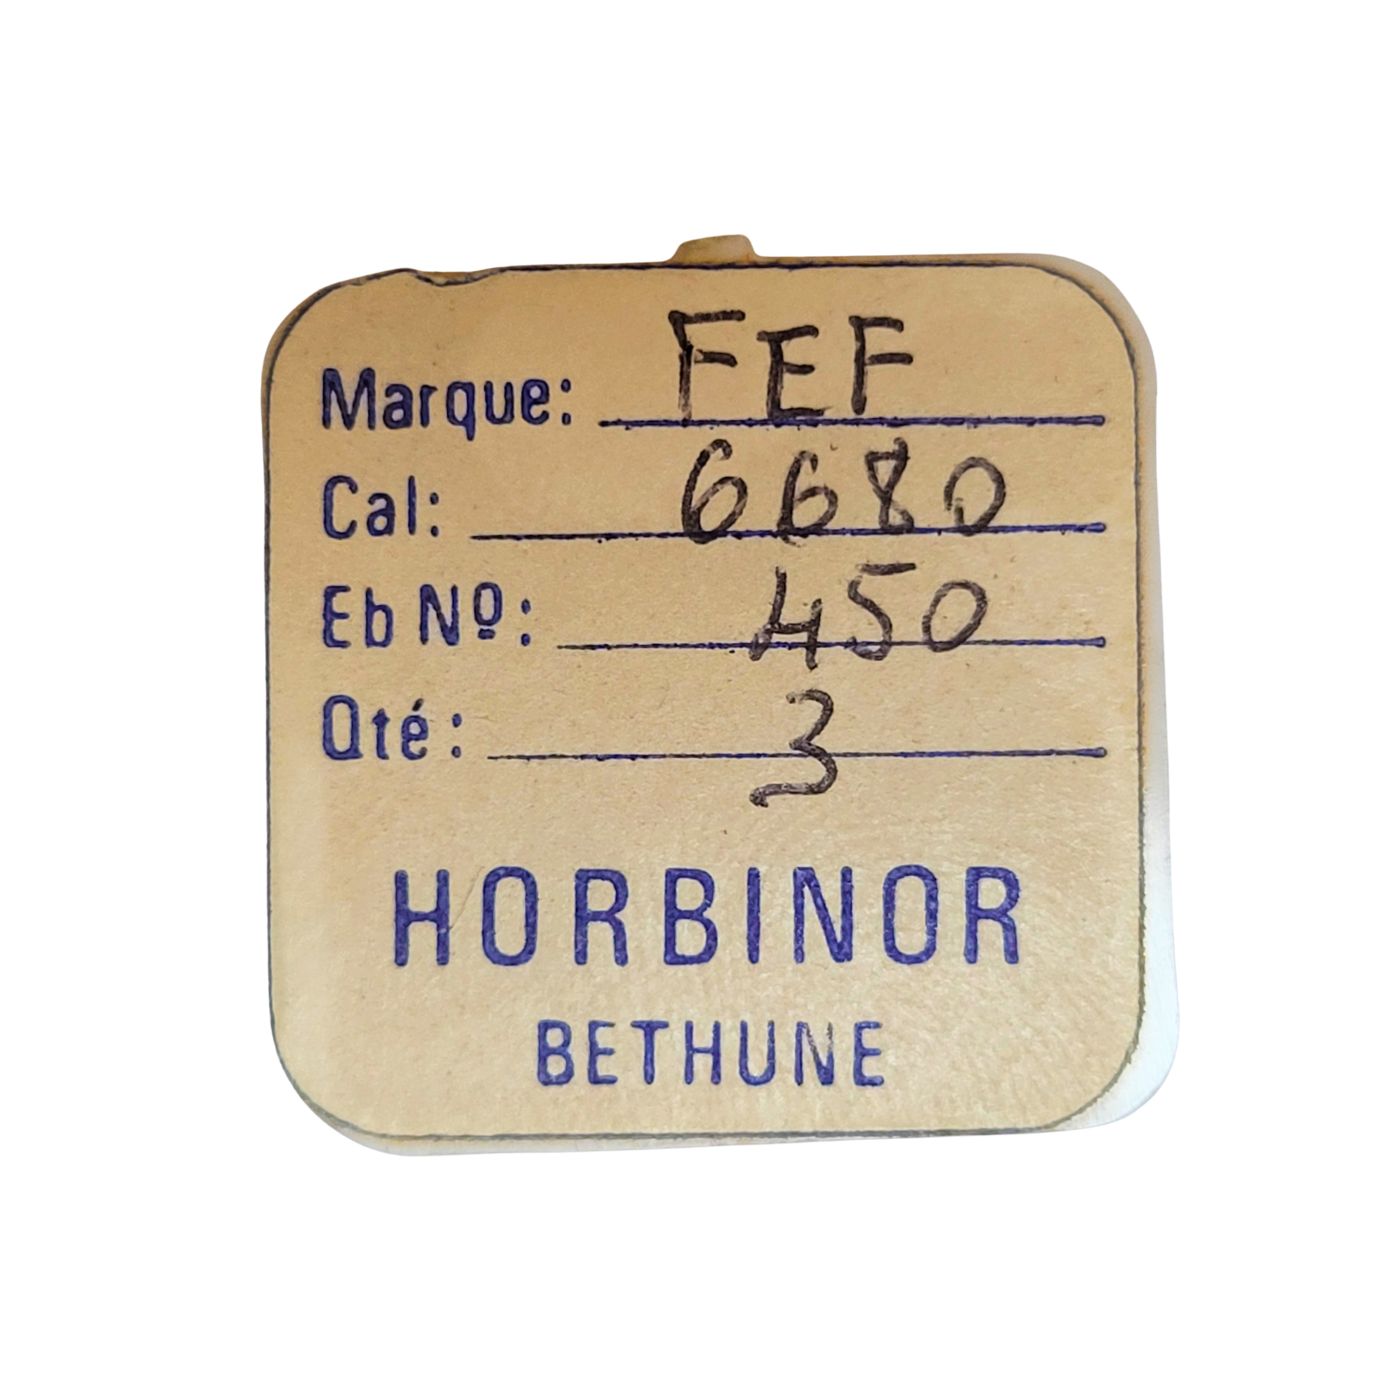 Marque: FEF
Cal: 6680
Eb Nº: 450
Qté: 3
HORBINOR
BETHUNE